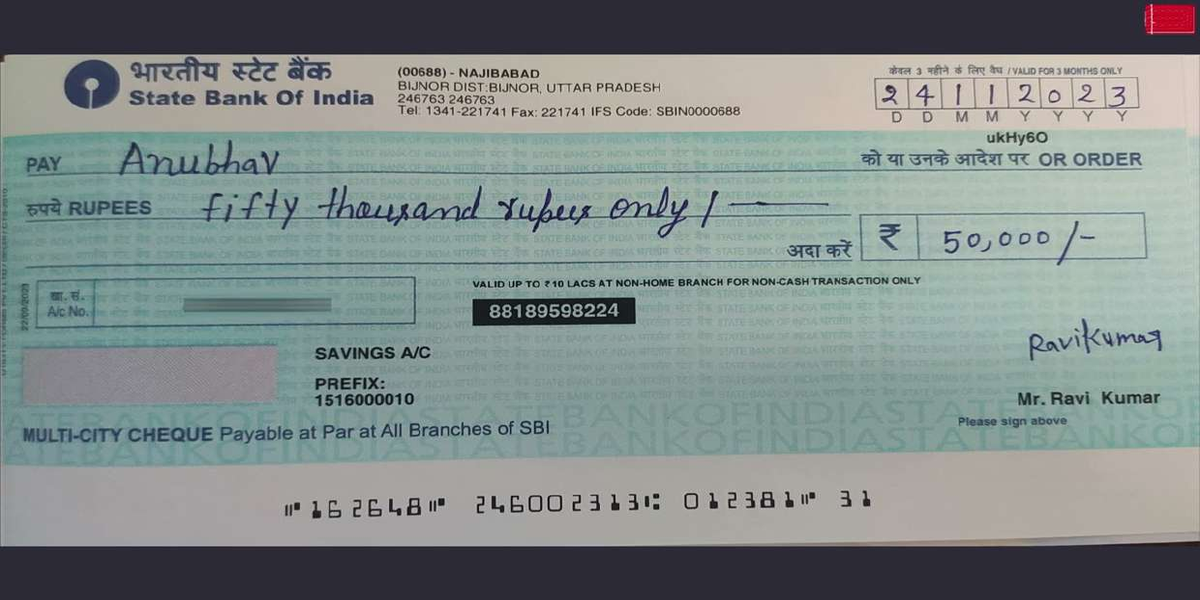 भारतीय स्टेट बैंक
State Bank Of India
(00688) - NAJIBABAD
BIJNOR DIST:BIJNOR, UTTAR PRADESH
246763 246763
Tel: 1341-221741 Fax: 221741 IFS Code: SBIN0000688
केवल 3 महीने के लिए वैध / VALID FOR 3 MONTHS ONLY
2 4 1 1 2 0 2 3
D D M M Y Y Y Y
ukHy6O
PAY Anubhav को या उनके आदेश पर OR ORDER
रुपये RUPEES fifty thousand rupees only /
अदा करें ₹ 50,000/-
VALID UP TO ₹ 10 LACS AT NON-HOME BRANCH FOR NON-CASH TRANSACTION ONLY
खा. सं.
A/c No.
88189598224
22/09/2023
SAVINGS A/C
PREFIX:
1516000010
RaviKumar
Mr. Ravi Kumar
Please sign above
MULTI-CITY CHEQUE Payable at Par at All Branches of SBI
STATEBANKOFINDIASTATEBANKOF
⑈162648⑈ 246002313⑆ 012381⑈ 31